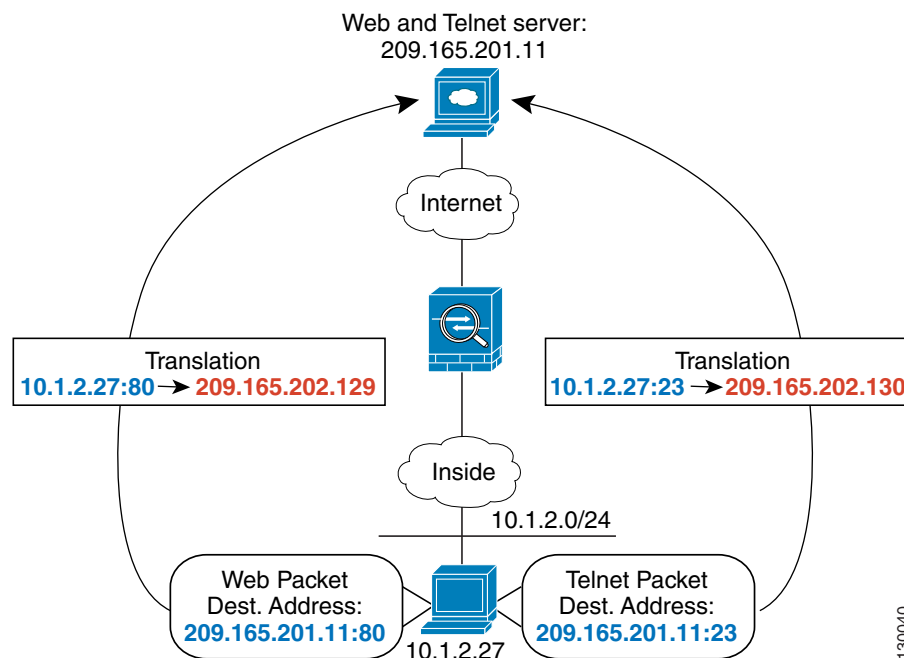 Web and Telnet server:
209.165.201.11
Internet
Translation
10.1.2.27:80 → 209.165.202.129
Translation
10.1.2.27:23 → 209.165.202.130
Inside
10.1.2.0/24
Web Packet
Dest. Address:
209.165.201.11:80
Telnet Packet
Dest. Address:
209.165.201.11:23
10.1.2.27
130040